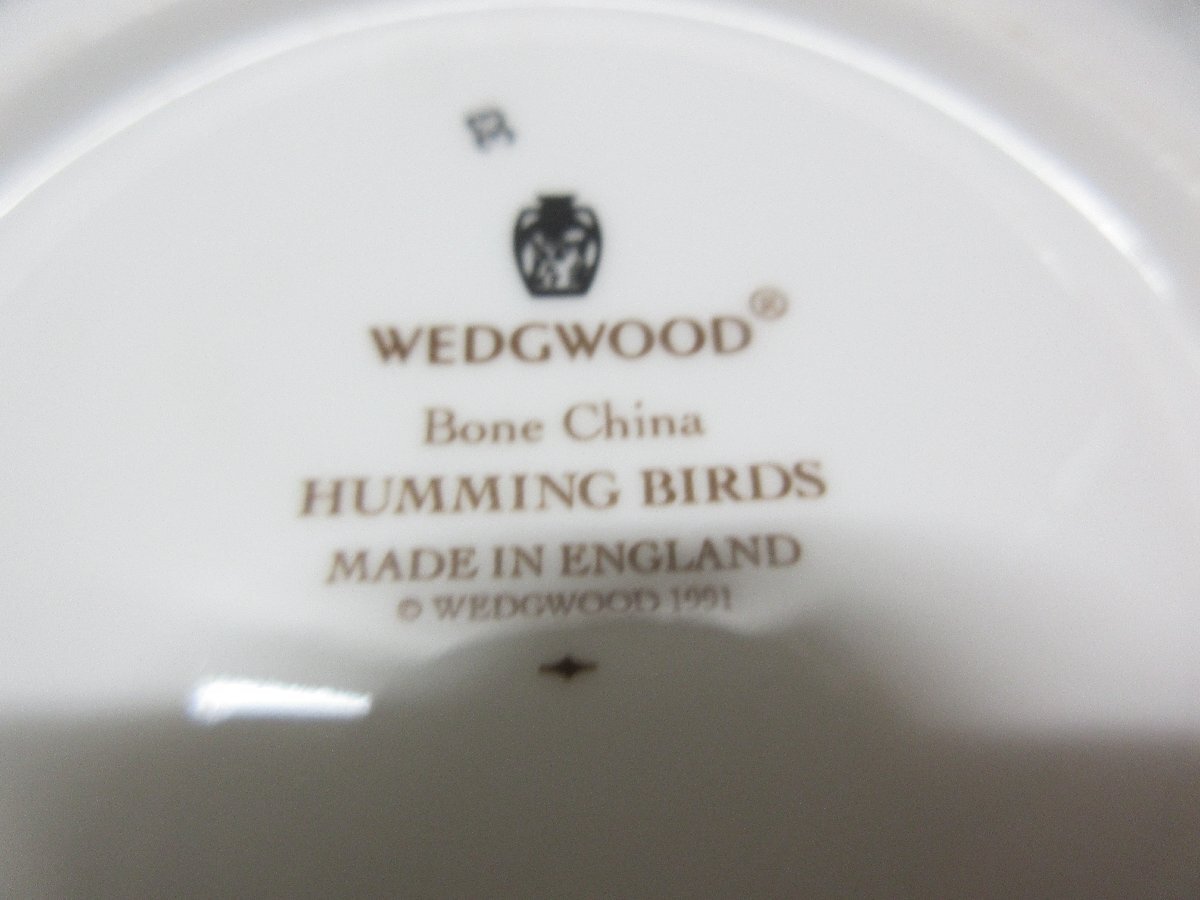 R
WEDGWOOD®
Bone China
HUMMING BIRDS
MADE IN ENGLAND
© WEDGWOOD 1991